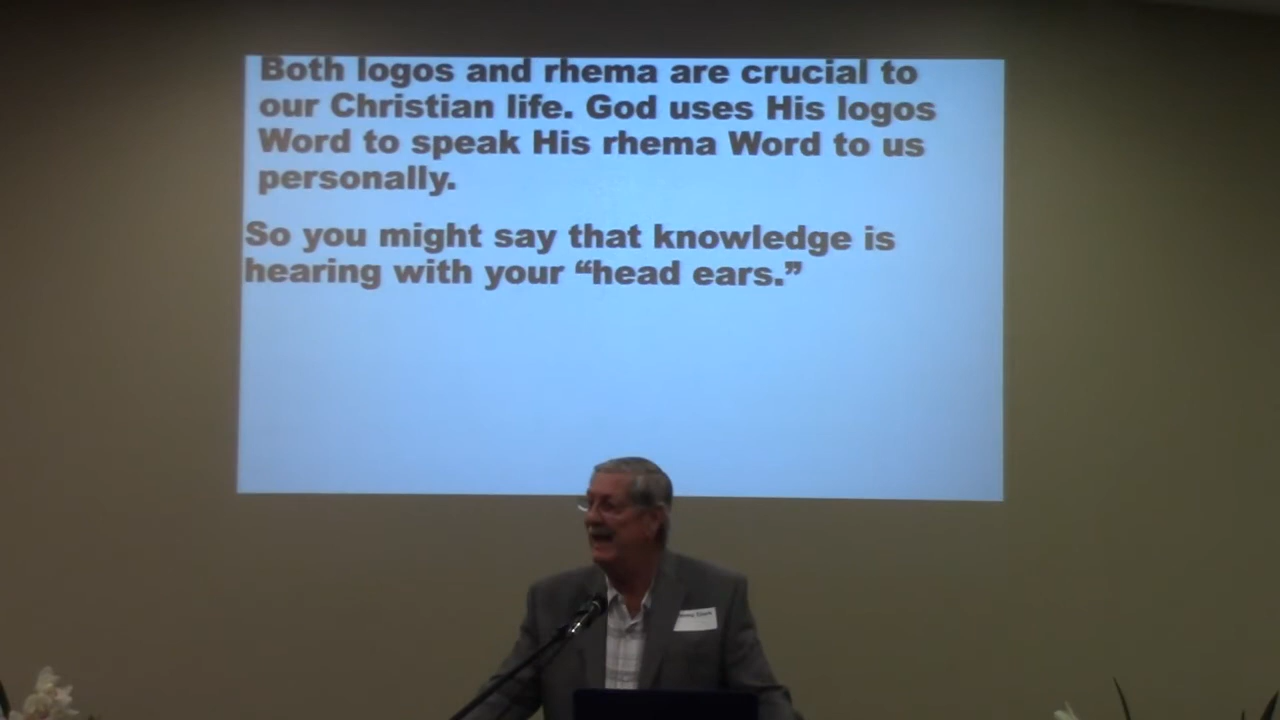 Both logos and rhema are crucial to
our Christian life. God uses His logos
Word to speak His rhema Word to us
personally.
So you might say that knowledge is
hearing with your “head ears.”